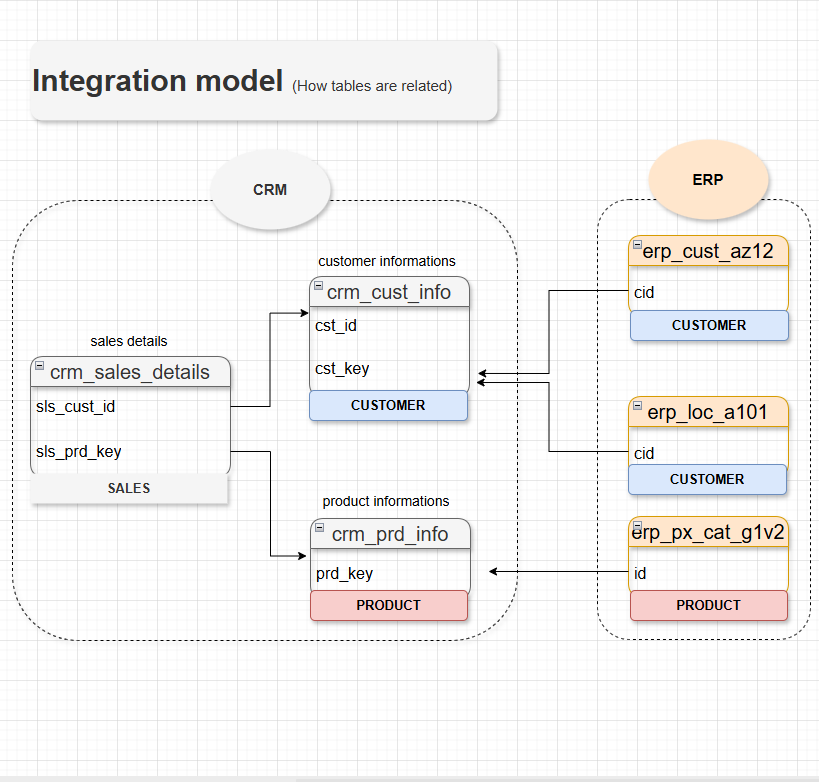 Integration model (How tables are related)
CRM
ERP
customer informations
crm_cust_info
cst_id
cst_key
CUSTOMER
sales details
crm_sales_details
sls_cust_id
sls_prd_key
SALES
product informations
crm_prd_info
prd_key
PRODUCT
erp_cust_az12
cid
CUSTOMER
erp_loc_a101
cid
CUSTOMER
erp_px_cat_g1v2
id
PRODUCT